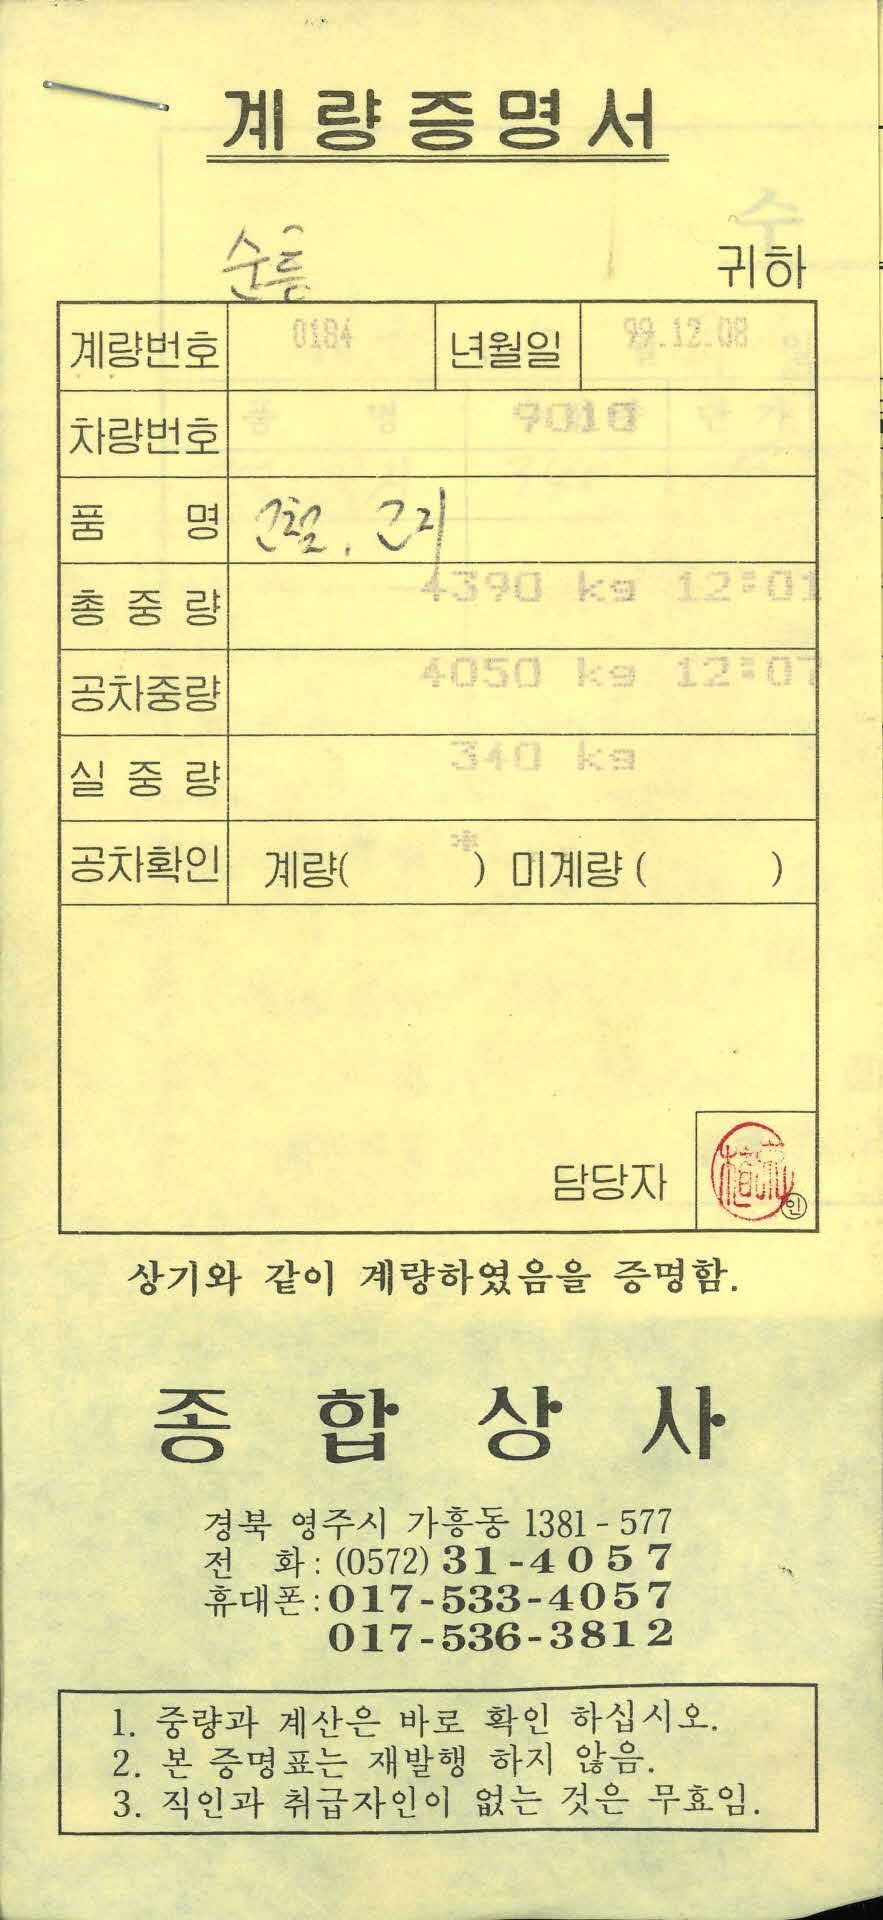 계량증명서
순흥 귀하
계량번호 0184 년월일 99.12.08
차량번호 9010
품 명 고철, 고지
총 중 량 4390 kg 12:01
공차중량 4050 kg 12:07
실 중 량 340 kg
공차확인 계량( * ) 미계량 ( )
담당자 인
상기와 같이 계량하였음을 증명함.
종 합 상 사
경북 영주시 가흥동 1381-577
전 화 : (0572) 31-4057
휴대폰 : 017-533-4057
017-536-3812
1. 중량과 계산은 바로 확인 하십시오.
2. 본 증명표는 재발행 하지 않음.
3. 직인과 취급자인이 없는 것은 무효임.